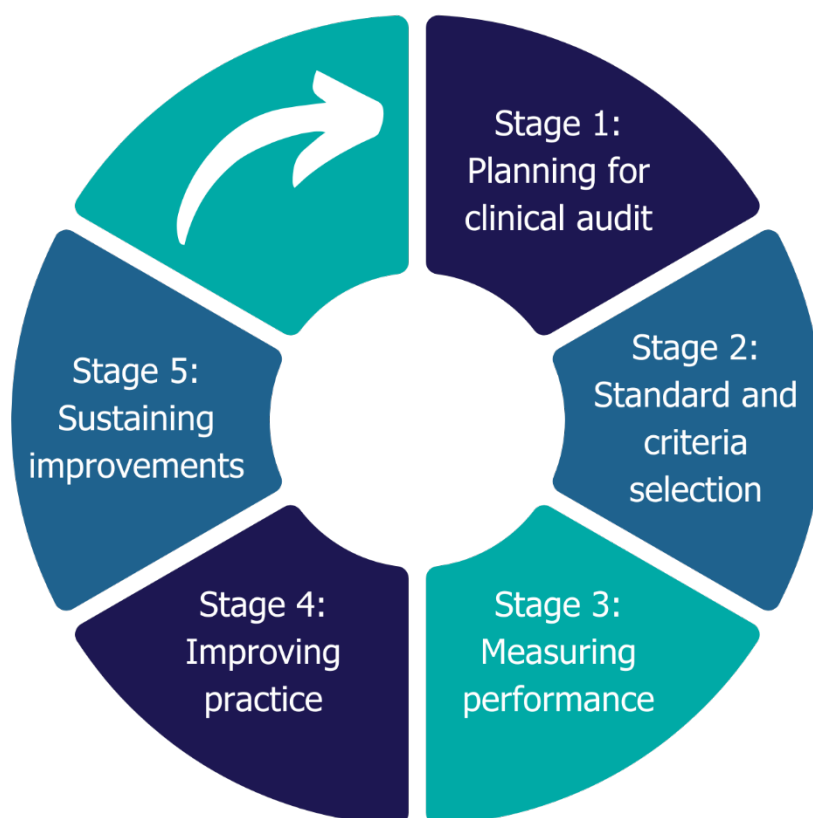 Stage 1:
Planning for
clinical audit
Stage 2:
Standard and
criteria
selection
Stage 3:
Measuring
performance
Stage 4:
Improving
practice
Stage 5:
Sustaining
improvements